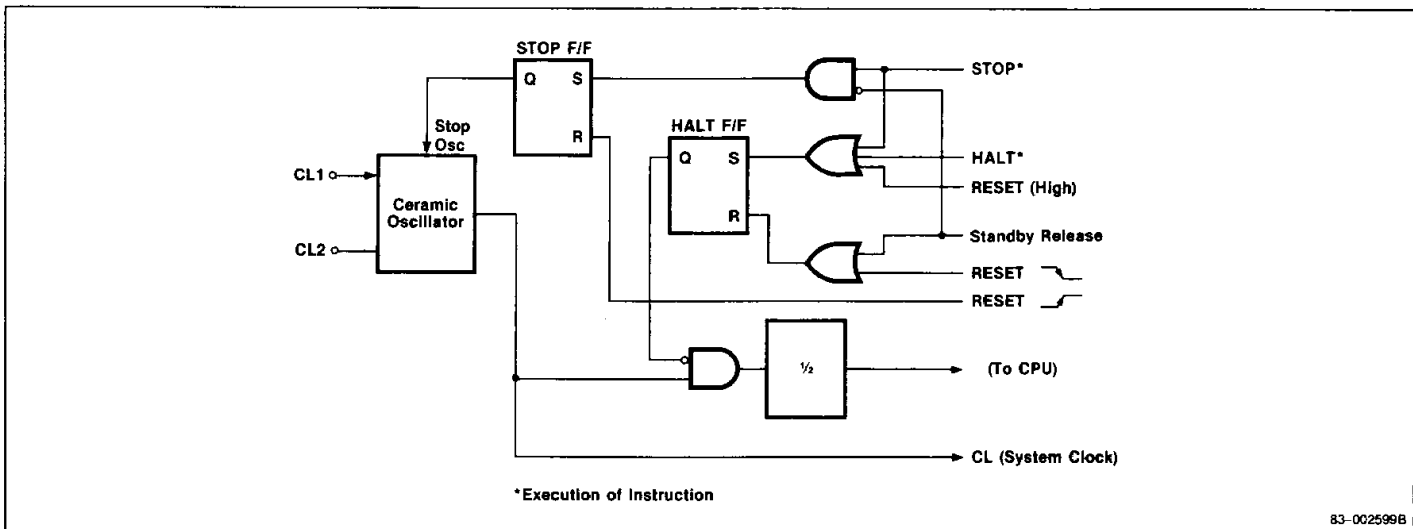 STOP F/F
Q S
R
STOP*
Stop
Osc
HALT F/F
Q S
R
HALT*
RESET (High)
CL1
Ceramic
Oscillator
CL2
Standby Release
RESET
RESET
½
(To CPU)
CL (System Clock)
*Execution of Instruction
83-002599B